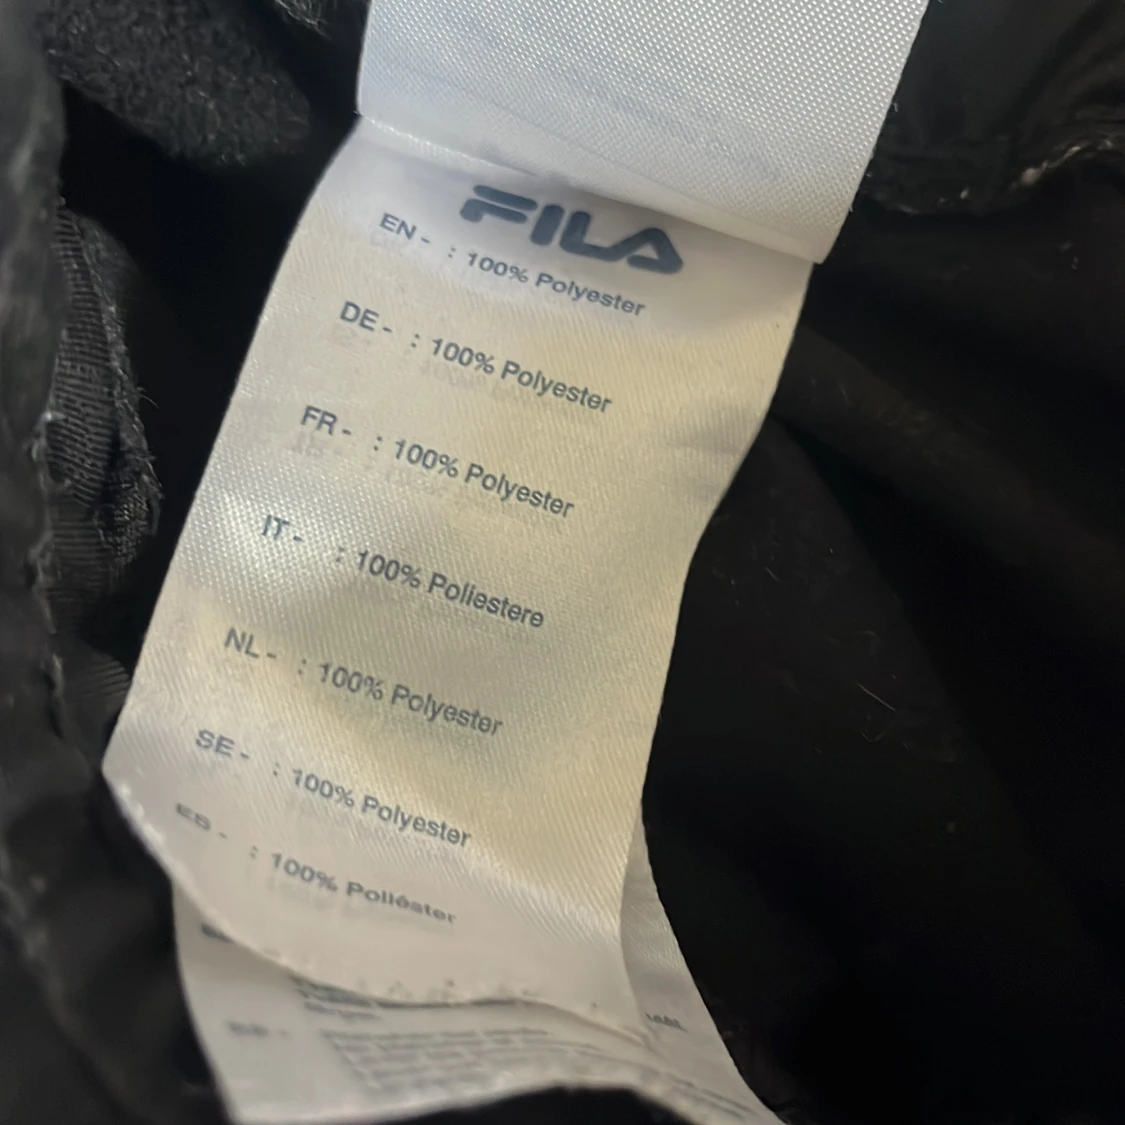 FILA
EN - : 100% Polyester
DE - : 100% Polyester
FR - : 100% Polyester
IT - : 100% Poliestere
NL - : 100% Polyester
SE - : 100% Polyester
ES - : 100% Poliéster